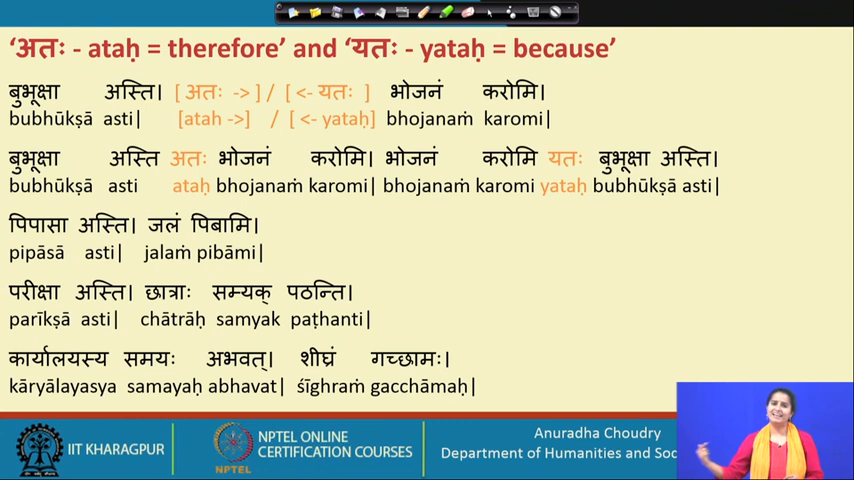 ‘अतः - ataḥ = therefore’ and ‘यतः - yataḥ = because’
बुभूक्षा अस्ति। [ अतः -> ] / [ <- यतः ] भोजनं करोमि।
bubhūkṣā asti| [atah ->] / [ <- yataḥ] bhojanaṁ karomi|
बुभूक्षा अस्ति अतः भोजनं करोमि। भोजनं करोमि यतः बुभूक्षा अस्ति।
bubhūkṣā asti ataḥ bhojanaṁ karomi| bhojanaṁ karomi yataḥ bubhūkṣā asti|
पिपासा अस्ति। जलं पिबामि।
pipāsā asti| jalaṁ pibāmi|
परीक्षा अस्ति। छात्राः सम्यक् पठन्ति।
parīkṣā asti| chātrāḥ samyak paṭhanti|
कार्यालयस्य समयः अभवत्। शीघ्रं गच्छामः।
kāryālayasya samayaḥ abhavat| śīghraṁ gacchāmaḥ|
IIT KHARAGPUR
NPTEL
NPTEL ONLINE
CERTIFICATION COURSES
Anuradha Choudry
Department of Humanities and Soc